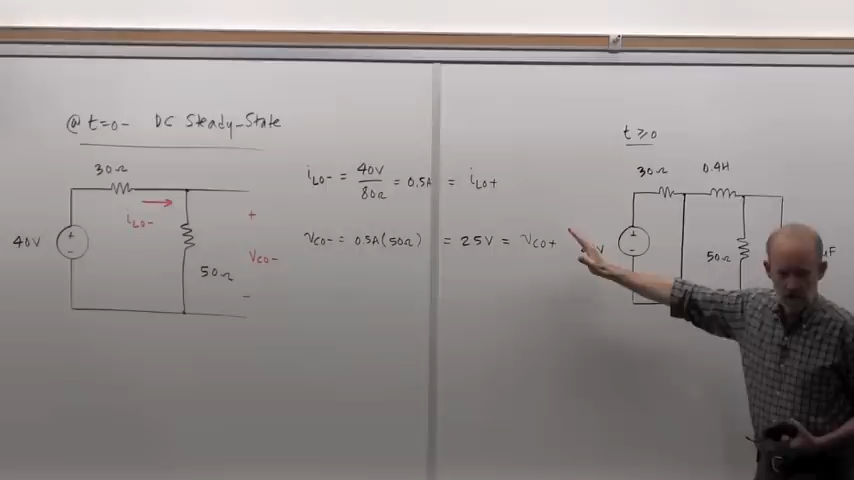 @ t=0- DC Steady-State
30Ω
iL0-
40V
+
VC0-
-
50Ω
iL0- = 40V/80Ω = 0.5A = iL0+
VC0- = 0.5A(50Ω) = 25V = VC0+
t≥0
30Ω
0.4H
+
-
V
50Ω
F